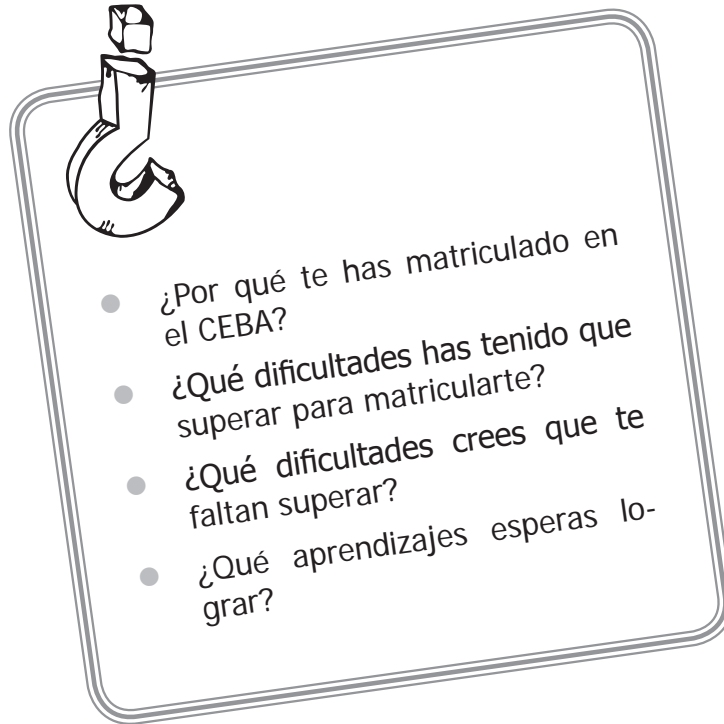 ¿
¿Por qué te has matriculado en
el CEBA?
¿Qué dificultades has tenido que
superar para matricularte?
¿Qué dificultades crees que te
faltan superar?
¿Qué aprendizajes esperas lo-
grar?